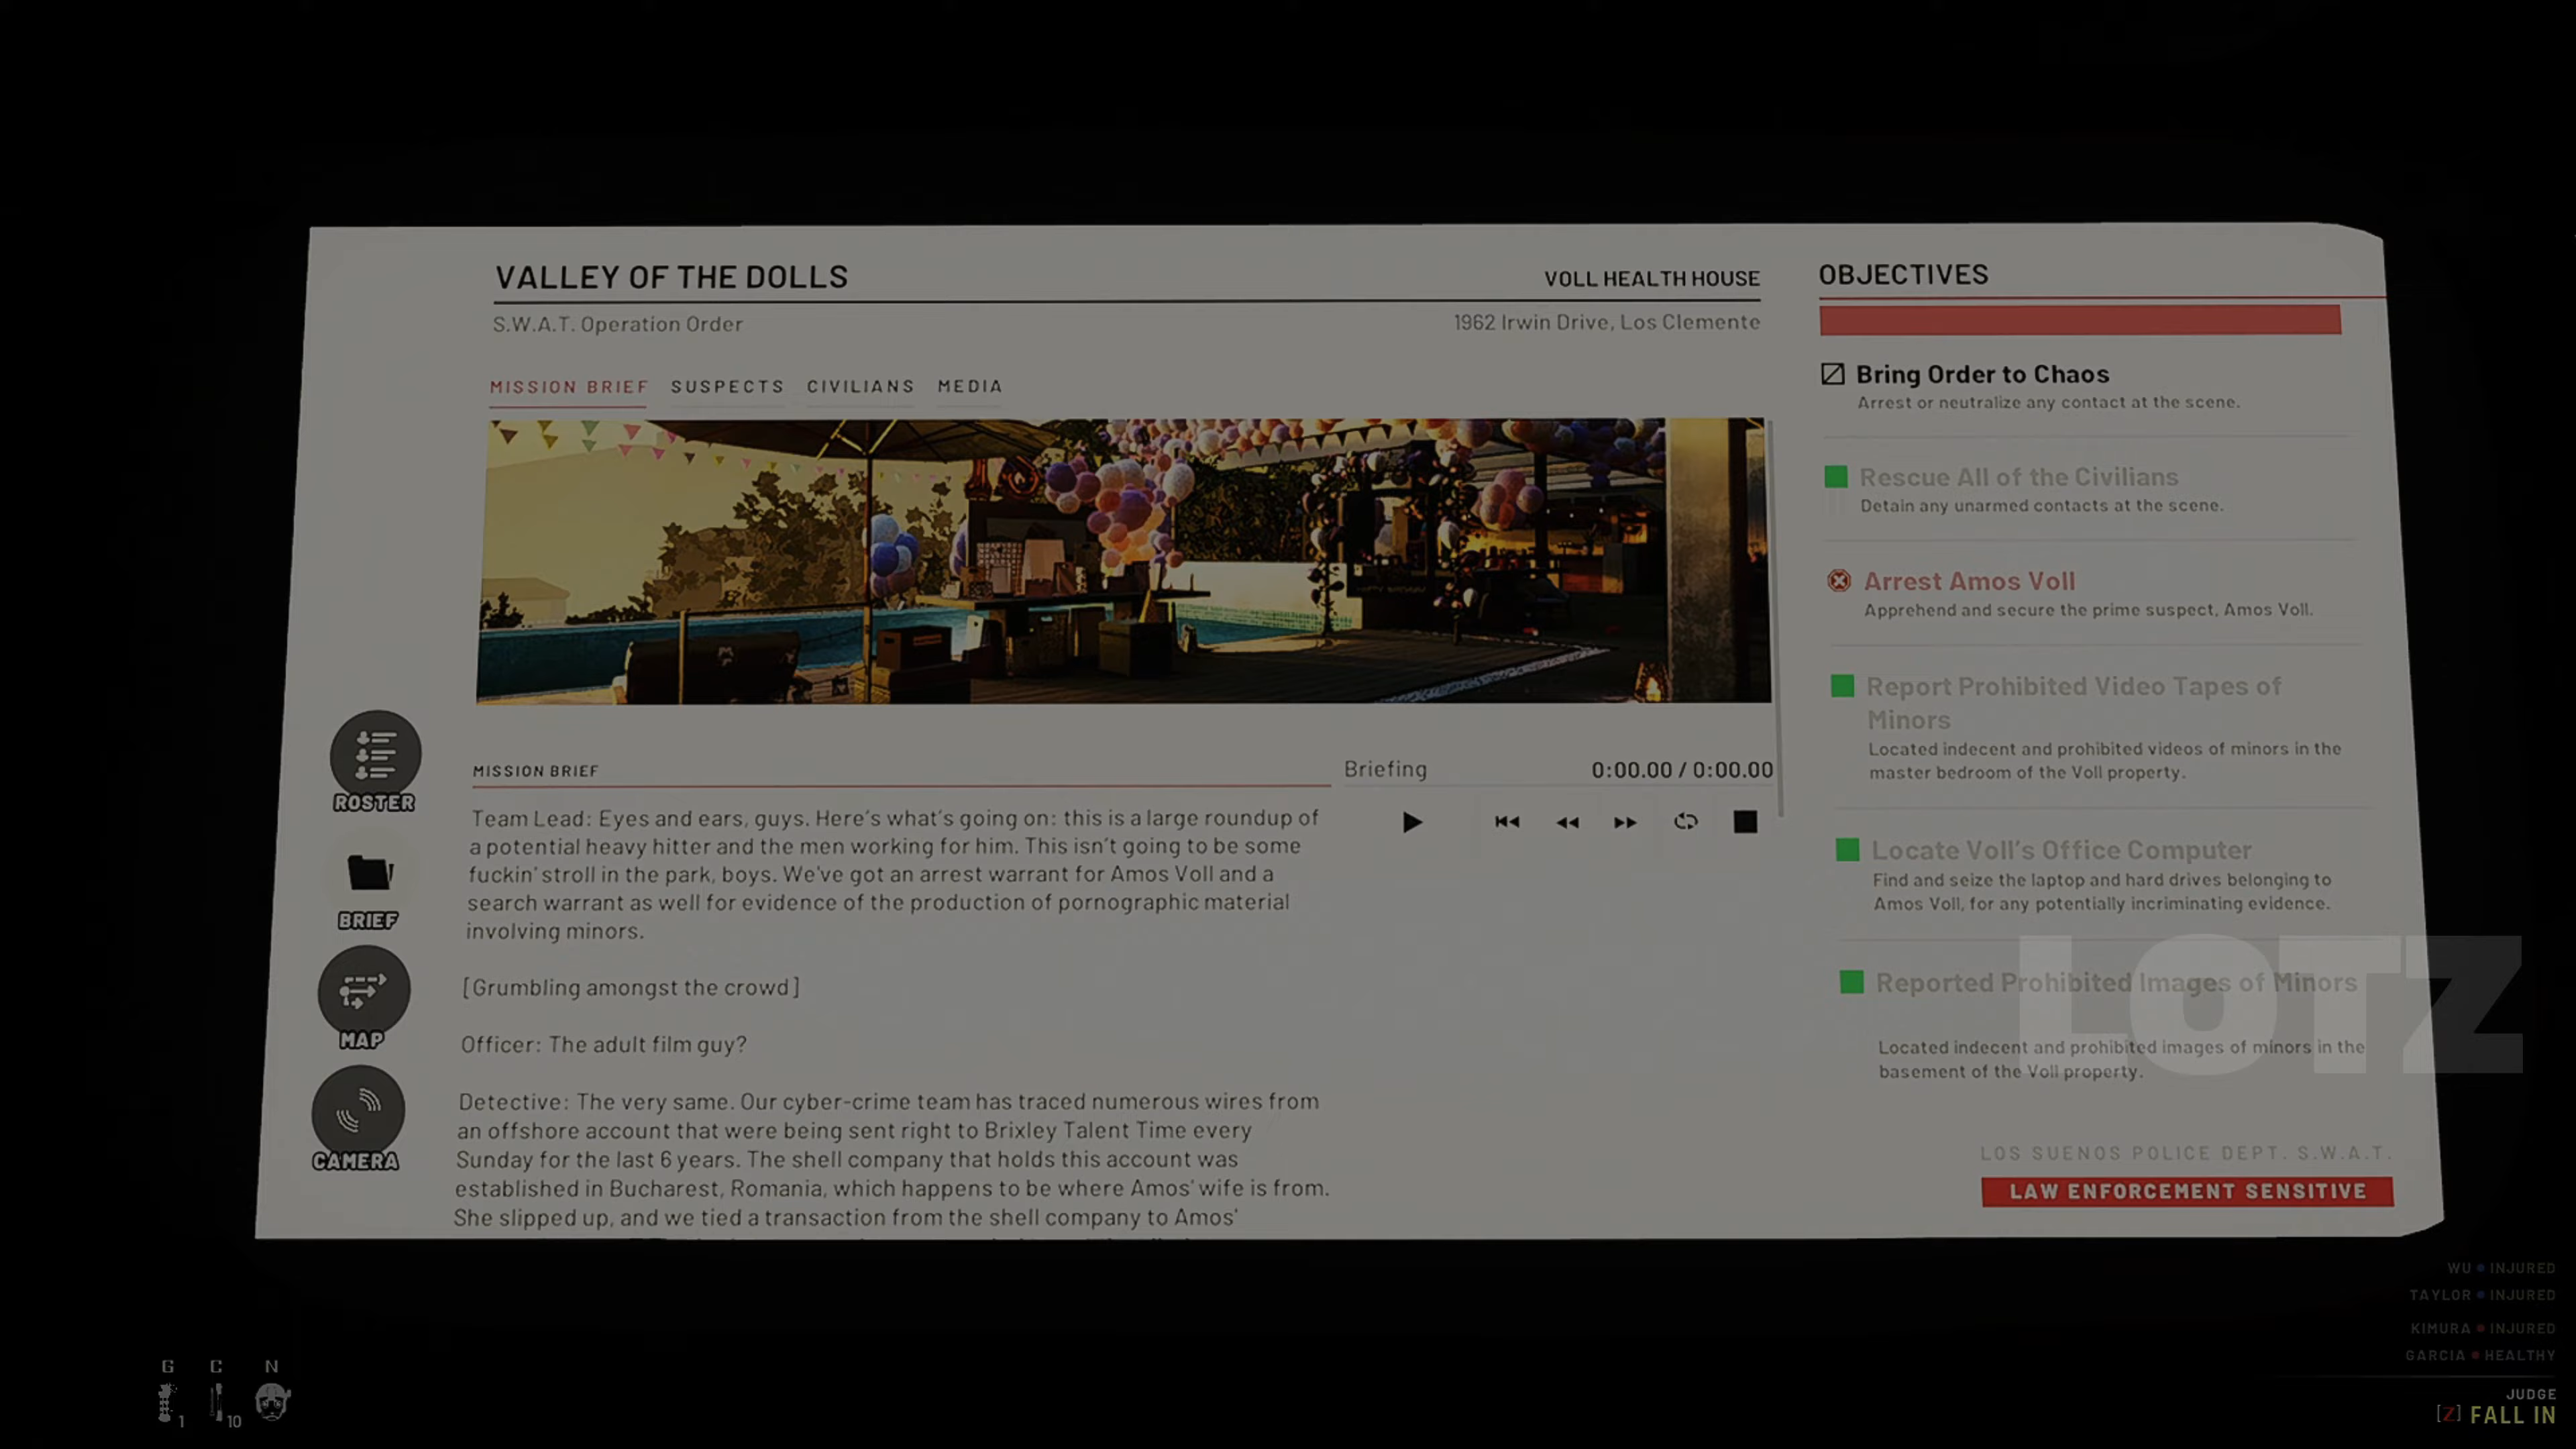 VALLEY OF THE DOLLS
VOLL HEALTH HOUSE
S.W.A.T. Operation Order
1962 Irwin Drive, Los Clemente
MISSION BRIEF SUSPECTS CIVILIANS MEDIA
MISSION BRIEF
Team Lead: Eyes and ears, guys. Here's what's going on: this is a large roundup of
a potential heavy hitter and the men working for him. This isn't going to be some
fuckin' stroll in the park, boys. We've got an arrest warrant for Amos Voll and a
search warrant as well for evidence of the production of pornographic material
involving minors.
[Grumbling amongst the crowd]
Officer: The adult film guy?
Detective: The very same. Our cyber-crime team has traced numerous wires from
an offshore account that were being sent right to Brixley Talent Time every
Sunday for the last 6 years. The shell company that holds this account was
established in Bucharest, Romania, which happens to be where Amos' wife is from.
She slipped up, and we tied a transaction from the shell company to Amos'
Briefing 0:00.00 / 0:00.00
OBJECTIVES
Bring Order to Chaos
Arrest or neutralize any contact at the scene.
Rescue All of the Civilians
Detain any unarmed contacts at the scene.
Arrest Amos Voll
Apprehend and secure the prime suspect, Amos Voll.
Report Prohibited Video Tapes of
Minors
Located indecent and prohibited videos of minors in the
master bedroom of the Voll property.
Locate Voll's Office Computer
Find and seize the laptop and hard drives belonging to
Amos Voll, for any potentially incriminating evidence.
Reported Prohibited Images of Minors
Located indecent and prohibited images of minors in the
basement of the Voll property.
LOTZ
LOS SUENOS POLICE DEPT. S.W.A.T.
LAW ENFORCEMENT SENSITIVE
ROSTER
BRIEF
MAP
CAMERA
WU INJURED
TAYLOR INJURED
KIMURA INJURED
GARCIA HEALTHY
JUDGE
[Z] FALL IN
G C N
1 10